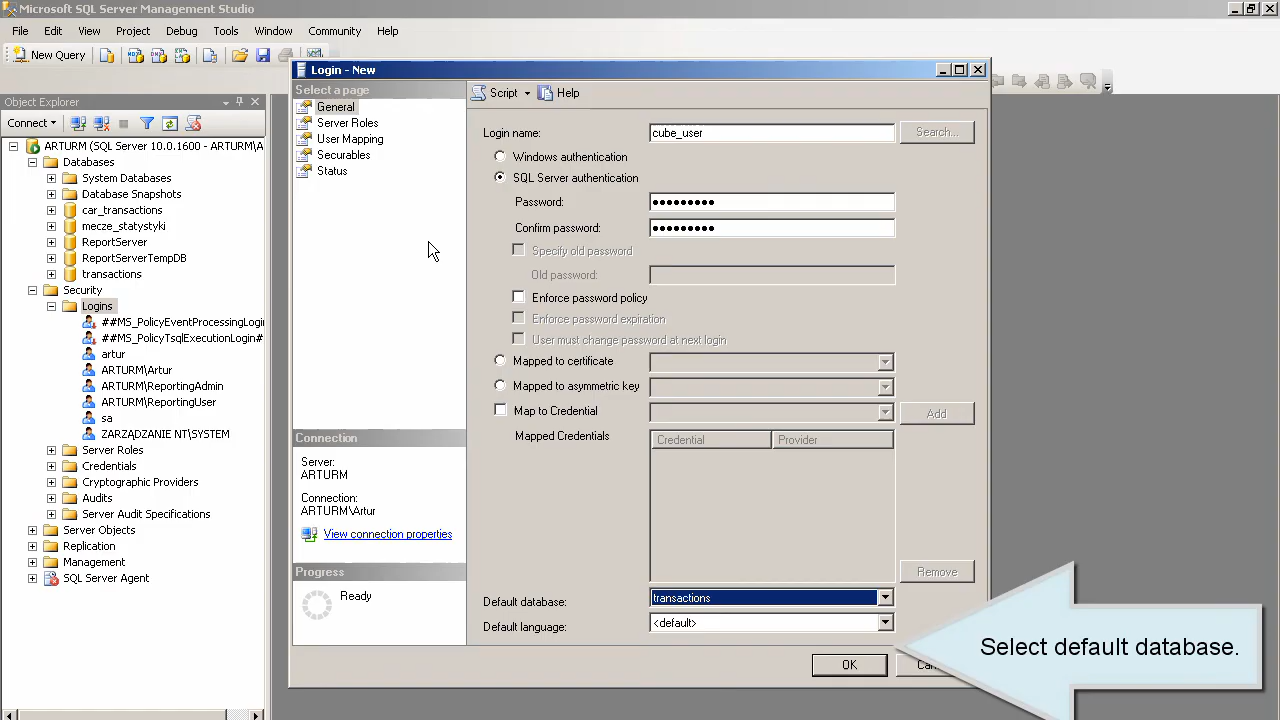 Microsoft SQL Server Management Studio
File Edit View Project Debug Tools Window Community Help
New Query
Object Explorer
Connect
ARTURM (SQL Server 10.0.1600 - ARTURM\A
Databases
System Databases
Database Snapshots
car_transactions
mecze_statystyki
ReportServer
ReportServerTempDB
transactions
Security
Logins
##MS_PolicyEventProcessingLogi
##MS_PolicyTsqlExecutionLogin#
artur
ARTURM\Artur
ARTURM\ReportingAdmin
ARTURM\ReportingUser
sa
ZARZĄDZANIE NT\SYSTEM
Server Roles
Credentials
Cryptographic Providers
Audits
Server Audit Specifications
Server Objects
Replication
Management
SQL Server Agent
Login - New
Select a page
General
Server Roles
User Mapping
Securables
Status
Connection
Server:
ARTURM
Connection:
ARTURM\Artur
View connection properties
Progress
Ready
Script Help
Login name: cube_user Search...
Windows authentication
SQL Server authentication
Password: ●●●●●●●●●
Confirm password: ●●●●●●●●●
Specify old password
Old password:
Enforce password policy
Enforce password expiration
User must change password at next login
Mapped to certificate
Mapped to asymmetric key
Map to Credential Add
Mapped Credentials Credential Provider
Remove
Default database: transactions
Default language: <default>
OK
Select default database.